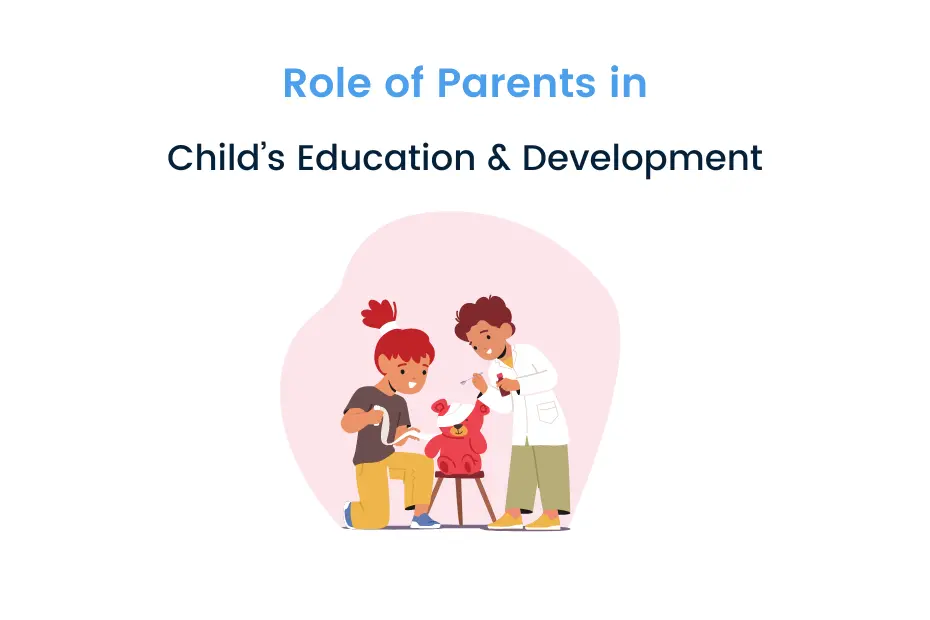 Role of Parents in
Child’s Education & Development